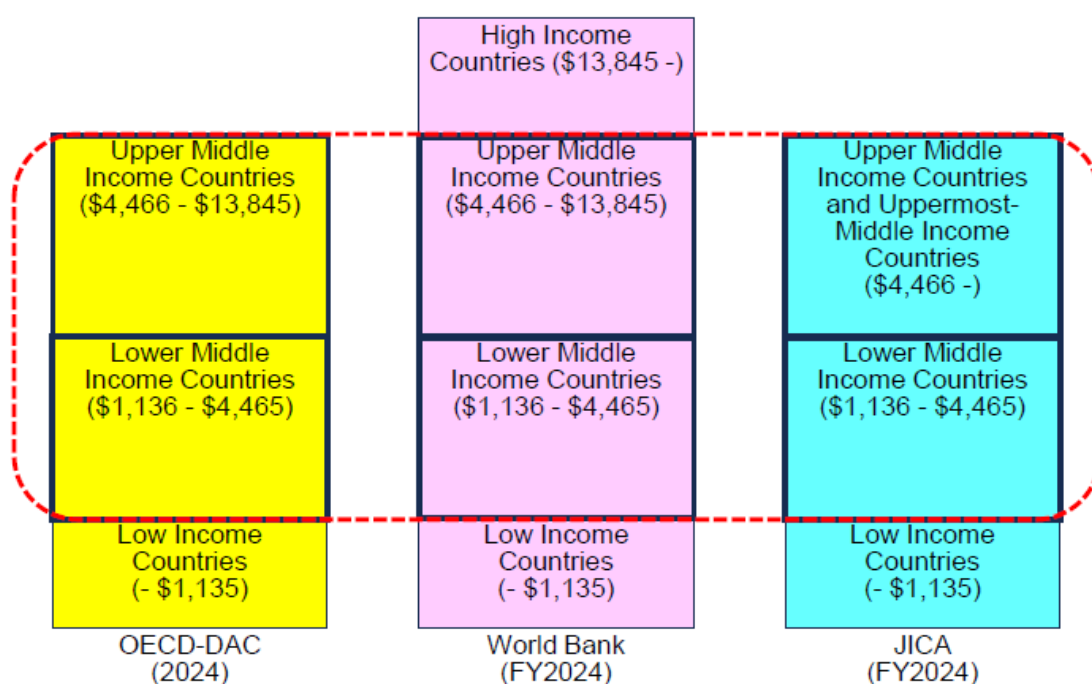 High Income
Countries ($13,845 -)
Upper Middle
Income Countries
($4,466 - $13,845)
Upper Middle
Income Countries
($4,466 - $13,845)
Upper Middle
Income Countries
and Uppermost-
Middle Income
Countries
($4,466 -)
Lower Middle
Income Countries
($1,136 - $4,465)
Lower Middle
Income Countries
($1,136 - $4,465)
Lower Middle
Income Countries
($1,136 - $4,465)
Low Income
Countries
(- $1,135)
Low Income
Countries
(- $1,135)
Low Income
Countries
(- $1,135)
OECD-DAC
(2024)
World Bank
(FY2024)
JICA
(FY2024)